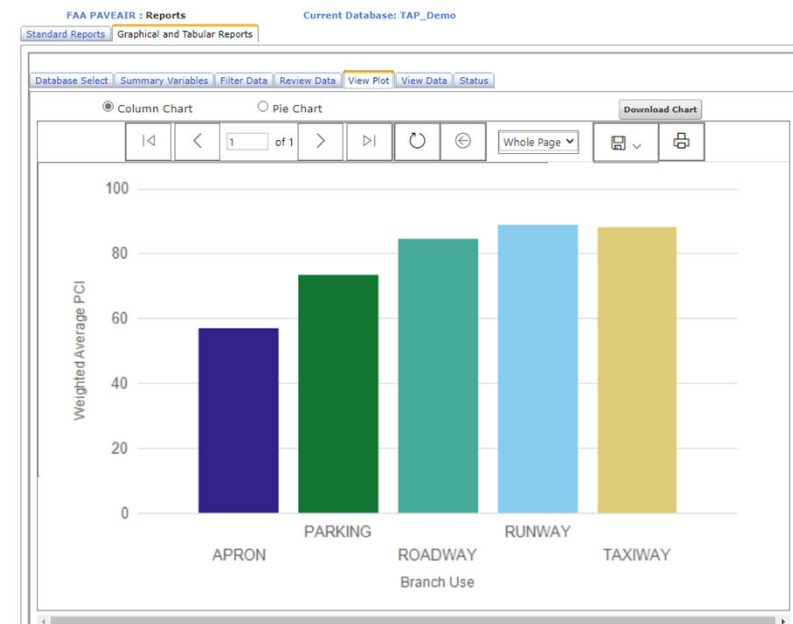 FAA PAVEAIR : Reports Current Database: TAP_Demo
Standard Reports Graphical and Tabular Reports
Database Select Summary Variables Filter Data Review Data View Plot View Data Status
Column Chart Pie Chart Download Chart
1 of 1 Whole Page
100
80
60
40
20
0
Weighted Average PCI
PARKING RUNWAY
APRON ROADWAY TAXIWAY
Branch Use